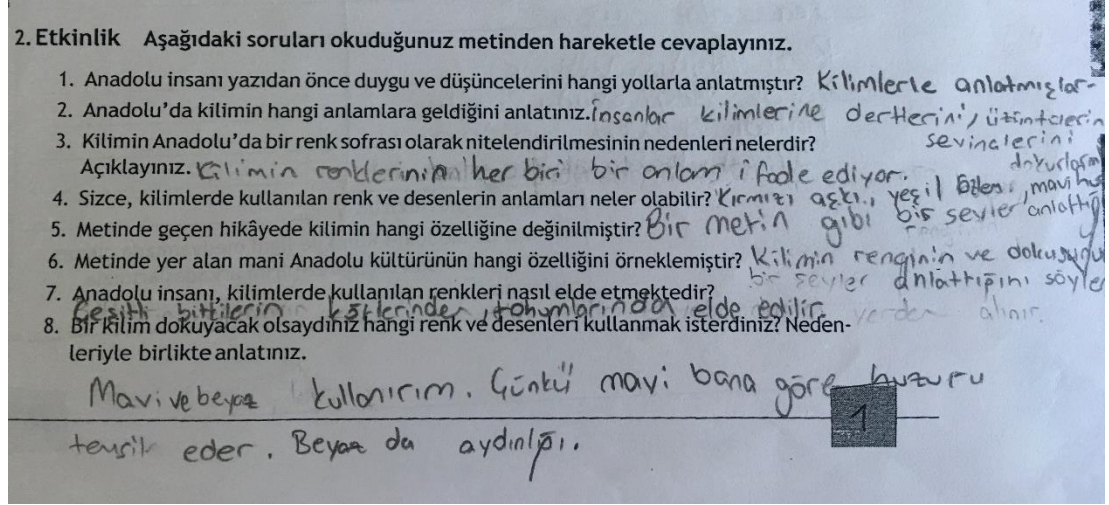 2. Etkinlik Aşağıdaki soruları okuduğunuz metinden hareketle cevaplayınız.
1. Anadolu insanı yazıdan önce duygu ve düşüncelerini hangi yollarla anlatmıştır? Kilimlerle anlatmışlar-
2. Anadolu'da kilimin hangi anlamlara geldiğini anlatınız. İnsanlar kilimlerine dertlerini, üzüntülerin
sevinçlerini
3. Kilimin Anadolu'da bir renk sofrası olarak nitelendirilmesinin nedenleri nelerdir?
Açıklayınız. Kilimin renklerinin her biri bir anlam ifade ediyor.
4. Sizce, kilimlerde kullanılan renk ve desenlerin anlamları neler olabilir? Kırmızı aşkı, yeşil mavi hu
5. Metinde geçen hikâyede kilimin hangi özelliğine değinilmiştir? Bir metin gibi bir şeyler anlattığı
6. Metinde yer alan mani Anadolu kültürünün hangi özelliğini örneklemiştir? Kilimin renginin ve
bir şeyler anlattığını söyler
7. Anadolu insanı, kilimlerde kullanılan renkleri nasıl elde etmektedir?
Çeşitli bitkilerin köklerinden, tohumlarından elde edilir. yerden alınır.
8. Bir kilim dokuyacak olsaydınız hangi renk ve desenleri kullanmak isterdiniz? Neden-
leriyle birlikte anlatınız.
Mavi ve beyaz kullanırım. Çünkü mavi bana göre huzuru
temsil eder. Beyaz da aydınlığı.
1